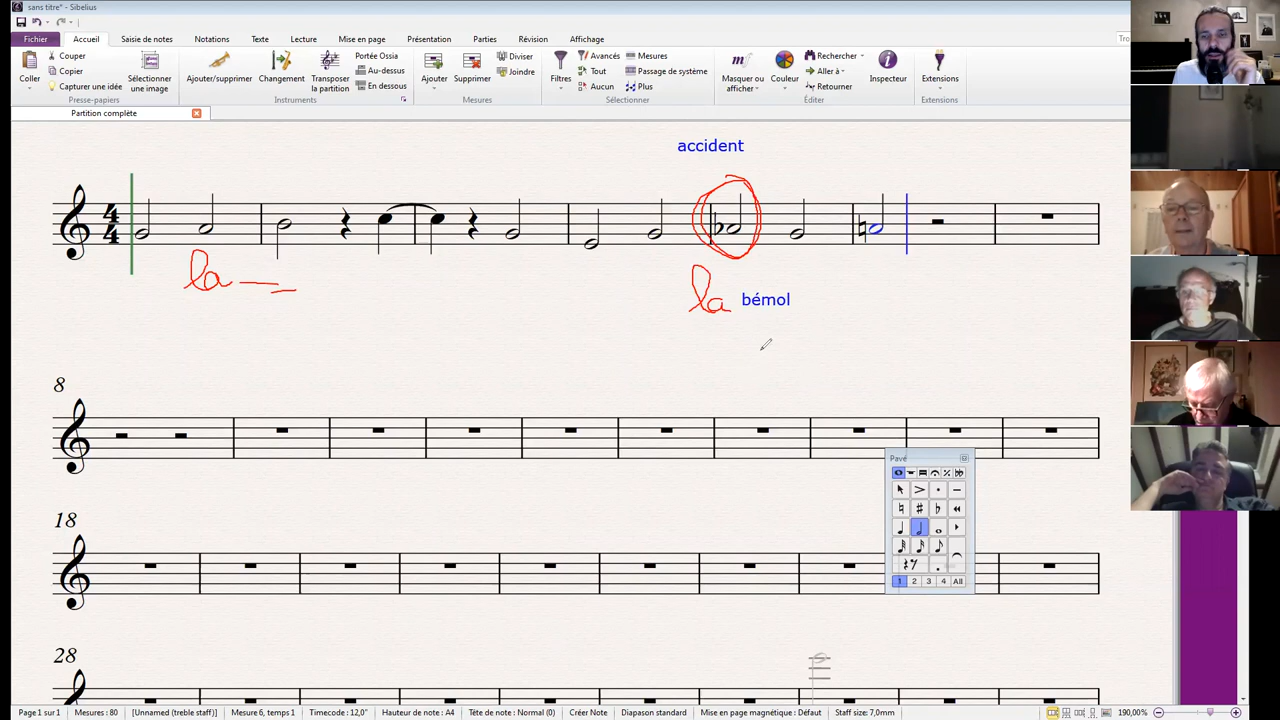 sans titre* - Sibelius
Fichier Accueil Saisie de notes Notations Texte Lecture Mise en page Présentation Parties Révision Affichage
Coller
Couper
Copier
Capturer une idée
Presse-papiers
Sélectionner
une image
Ajouter/supprimer
Changement
Transposer
la partition
Portée Ossia
Au-dessus
En dessous
Instruments
Ajouter
Supprimer
Diviser
Joindre
Mesures
Filtres
Avancés
Tout
Aucun
Mesures
Passage de système
Plus
Sélectionner
Masquer ou
afficher
Couleur
Rechercher
Aller à
Retourner
Éditer
Inspecteur
Extensions
Extensions
Partition complète
accident
4
4
la
la bémol
8
Pavé
1 2 3 4 All
18
28
Page 1 sur 1 Mesures : 80 [Unnamed (treble staff)] Mesure 6, temps 1 Timecode : 12.0" Hauteur de note : A4 Tête de note : Normal (0) Créer Note Diapason standard Mise en page magnétique : Défaut Staff size: 7,0mm 190,00%